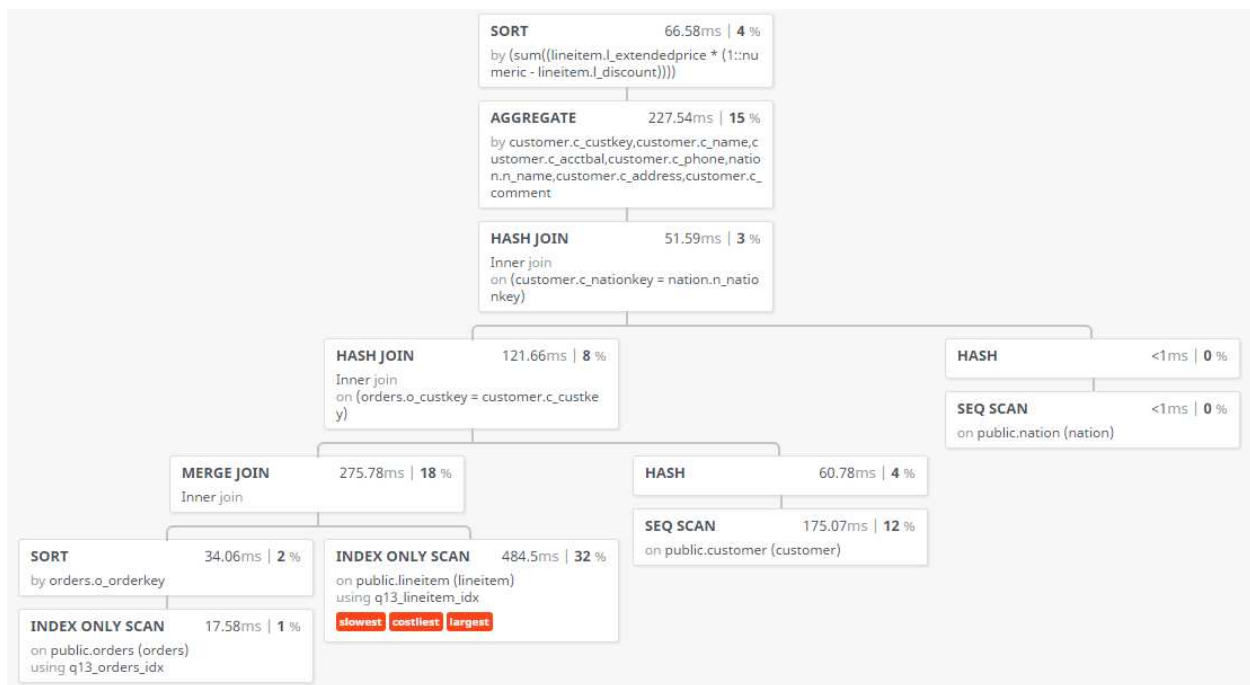 SORT 66.58ms | 4 %
by (sum((lineitem.l_extendedprice * (1::nu
meric - lineitem.l_discount))))
AGGREGATE 227.54ms | 15 %
by customer.c_custkey,customer.c_name,c
ustomer.c_acctbal,customer.c_phone,natio
n.n_name,customer.c_address,customer.c_
comment
HASH JOIN 51.59ms | 3 %
Inner join
on (customer.c_nationkey = nation.n_natio
nkey)
HASH JOIN 121.66ms | 8 %
Inner join
on (orders.o_custkey = customer.c_custke
y)
HASH <1ms | 0 %
SEQ SCAN <1ms | 0 %
on public.nation (nation)
MERGE JOIN 275.78ms | 18 %
Inner join
HASH 60.78ms | 4 %
SEQ SCAN 175.07ms | 12 %
on public.customer (customer)
SORT 34.06ms | 2 %
by orders.o_orderkey
INDEX ONLY SCAN 484.5ms | 32 %
on public.lineitem (lineitem)
using q13_lineitem_idx
slowest costliest largest
INDEX ONLY SCAN 17.58ms | 1 %
on public.orders (orders)
using q13_orders_idx